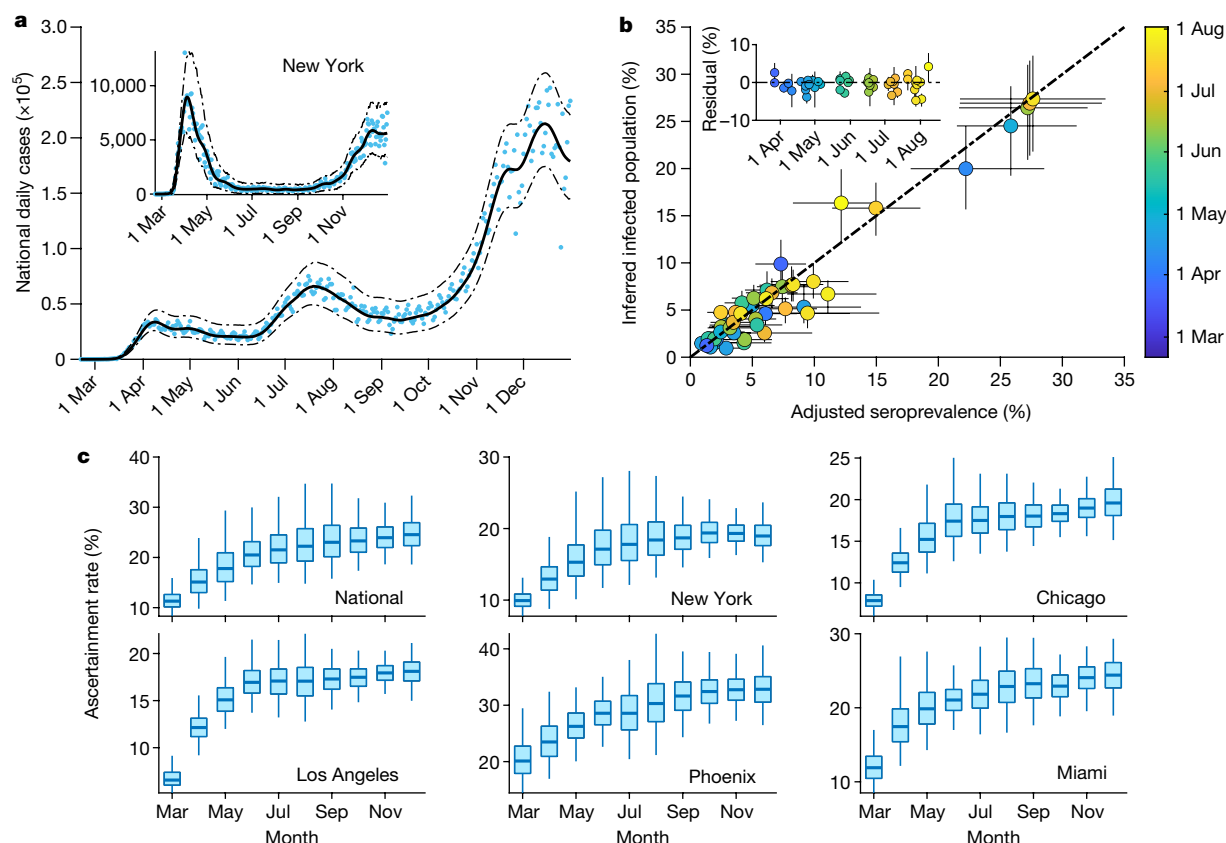 a
National daily cases (×10⁵)
3.0
2.5
2.0
1.5
1.0
0.5
0
1 Mar
1 Apr
1 May
1 Jun
1 Jul
1 Aug
1 Sep
1 Oct
1 Nov
1 Dec
New York
10,000
5,000
0
1 Mar
1 May
1 Jul
1 Sep
1 Nov
b
Inferred infected population (%)
35
30
25
20
15
10
5
0
0 5 10 15 20 25 30 35
Adjusted seroprevalence (%)
Residual (%)
10
0
−10
1 Apr
1 May
1 Jun
1 Jul
1 Aug
1 Aug
1 Jul
1 Jun
1 May
1 Apr
1 Mar
c
Ascertainment rate (%)
40
30
20
10
National
30
20
10
New York
25
20
15
10
Chicago
20
15
10
Los Angeles
Mar May Jul Sep Nov
Month
40
30
20
Phoenix
Mar May Jul Sep Nov
Month
30
20
10
Miami
Mar May Jul Sep Nov
Month